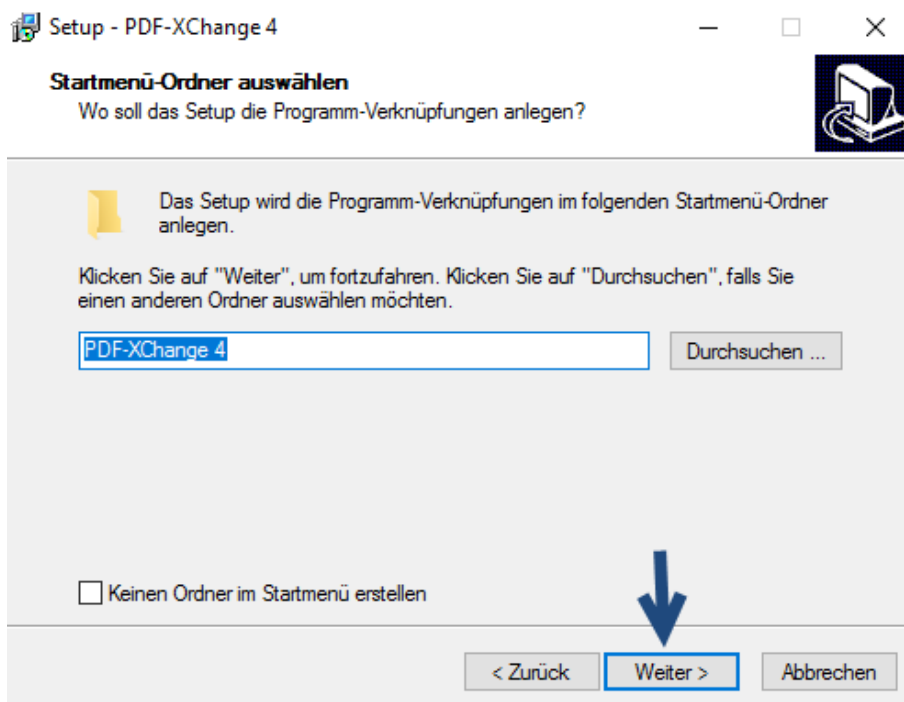 Setup - PDF-XChange 4
Startmenü-Ordner auswählen
Wo soll das Setup die Programm-Verknüpfungen anlegen?
Das Setup wird die Programm-Verknüpfungen im folgenden Startmenü-Ordner
anlegen.
Klicken Sie auf "Weiter", um fortzufahren. Klicken Sie auf "Durchsuchen", falls Sie
einen anderen Ordner auswählen möchten.
PDF-XChange 4
Durchsuchen ...
Keinen Ordner im Startmenü erstellen
< Zurück
Weiter >
Abbrechen